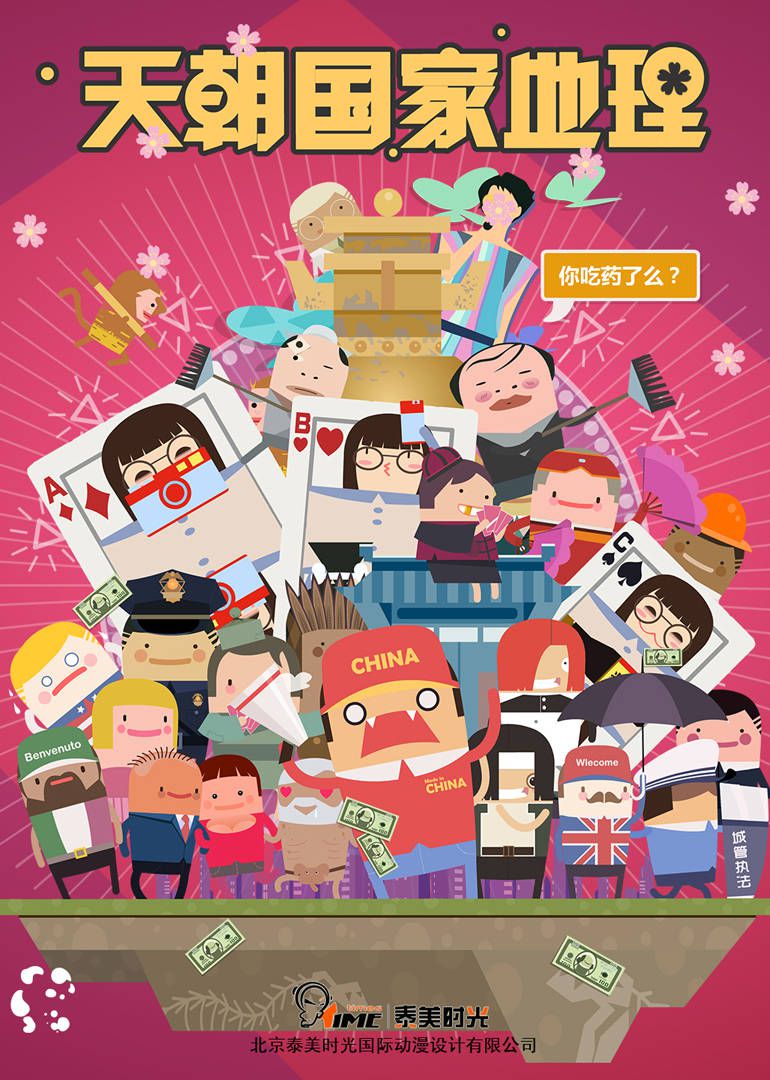 天朝国家地理
你吃药了么？
A
B
C
CHINA
Benvenuto
Made in
CHINA
Wlecome
城管执法
times
TIME 泰美时光
北京泰美时光国际动漫设计有限公司